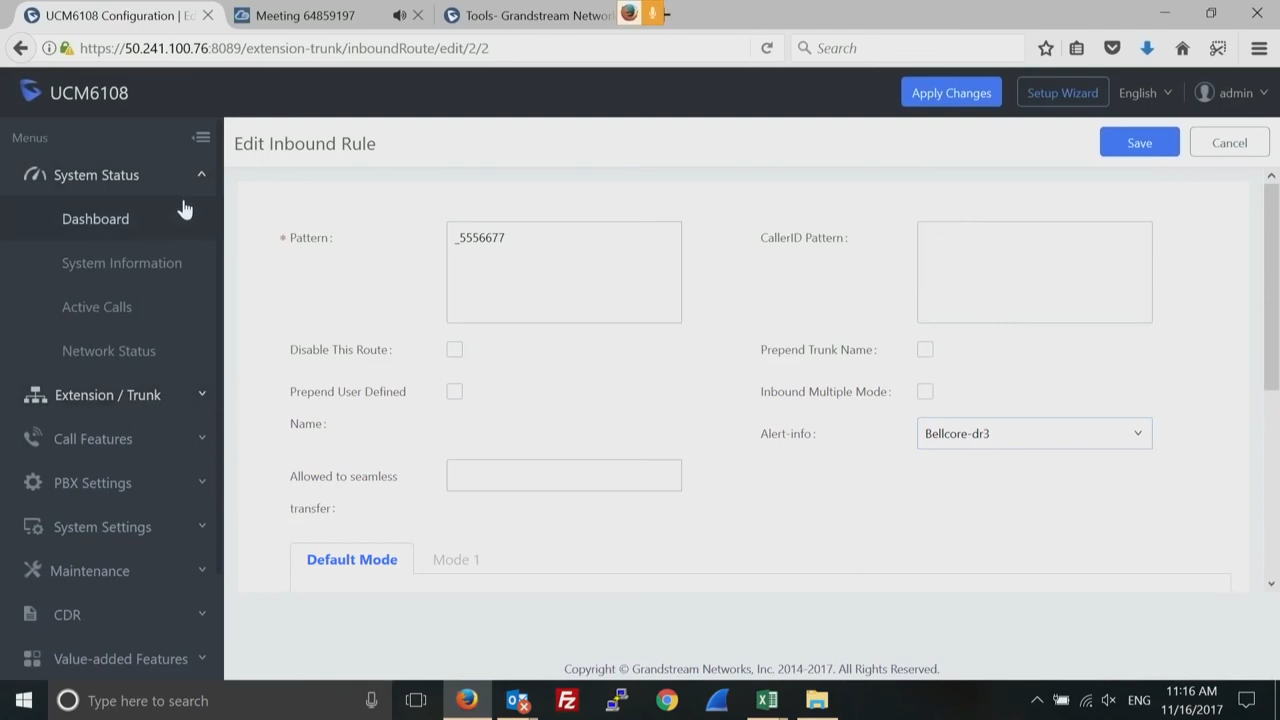 UCM6108 Configuration | Ed
Meeting 64859197
Tools- Grandstream Networ
https://50.241.100.76:8089/extension-trunk/inboundRoute/edit/2/2
Search
UCM6108
Apply Changes
Setup Wizard
English
admin
Menus
Edit Inbound Rule
Save
Cancel
System Status
Dashboard
System Information
Active Calls
Network Status
Extension / Trunk
Call Features
PBX Settings
System Settings
Maintenance
CDR
Value-added Features
* Pattern :
_5556677
CallerID Pattern :
Disable This Route :
Prepend Trunk Name :
Prepend User Defined
Name :
Inbound Multiple Mode :
Alert-info :
Bellcore-dr3
Allowed to seamless
transfer :
Default Mode
Mode 1
Copyright © Grandstream Networks, Inc. 2014-2017. All Rights Reserved.
Type here to search
ENG
11:16 AM
11/16/2017